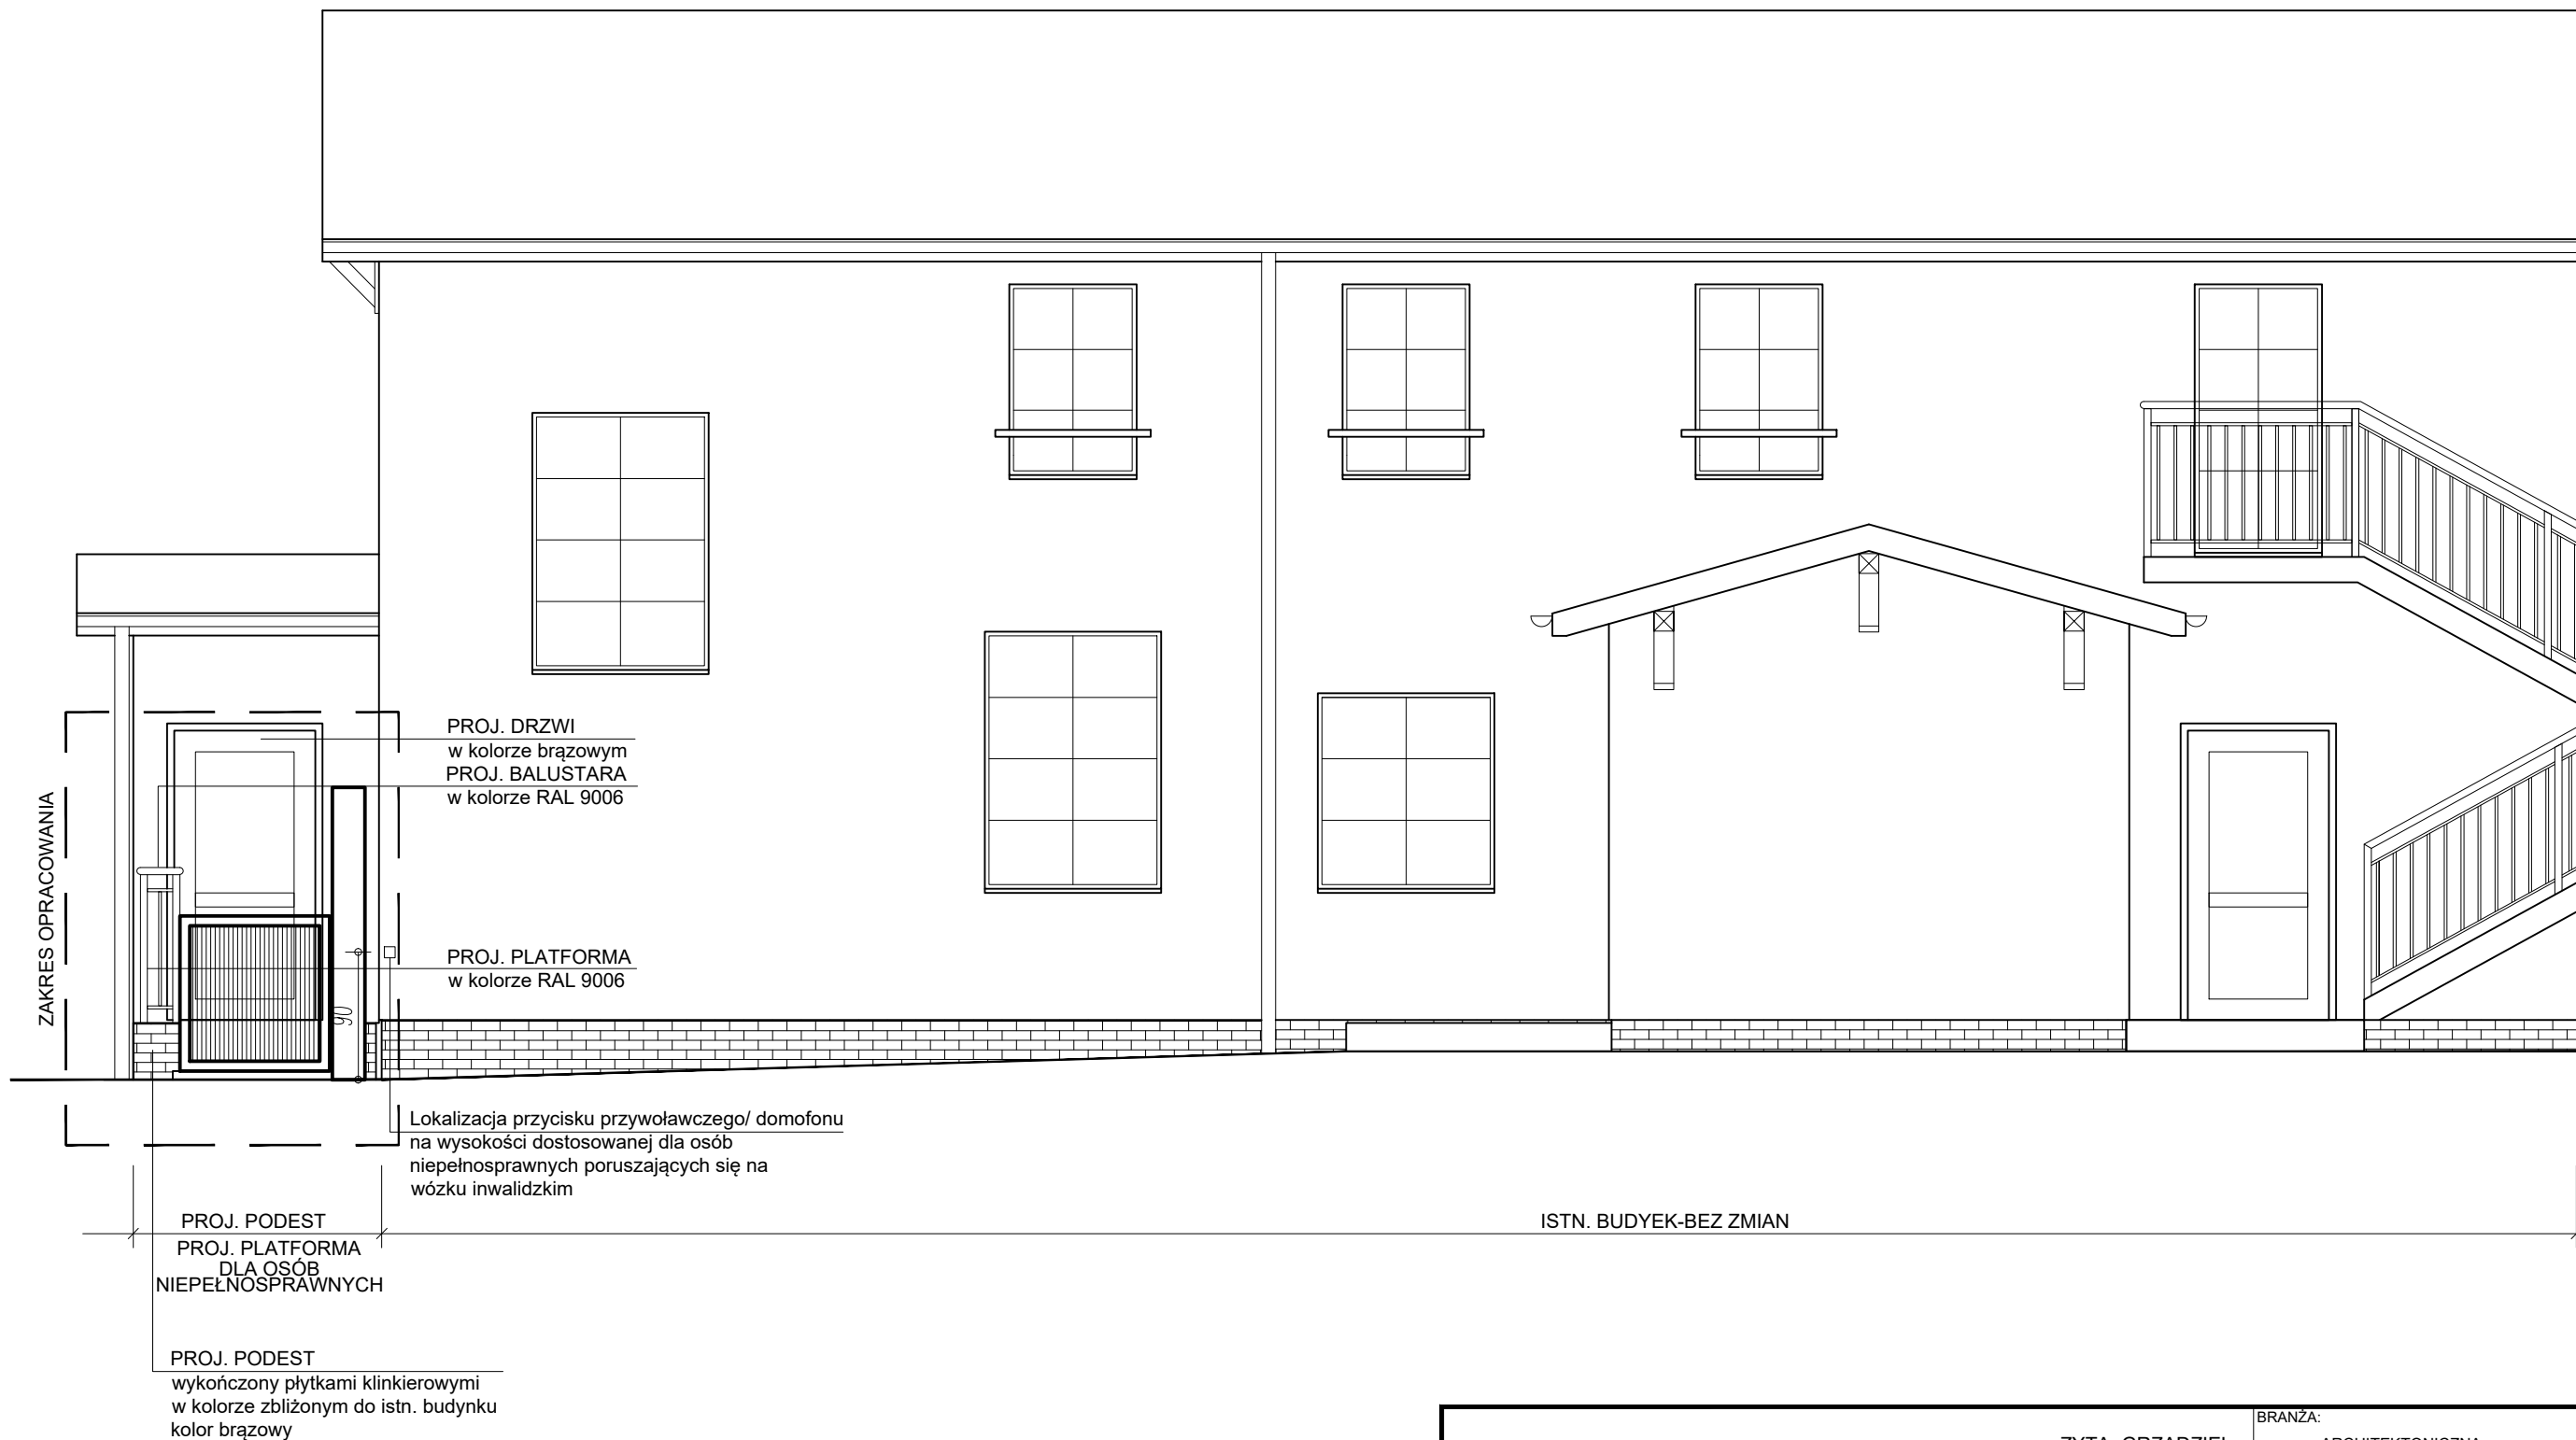 PROJ. DRZWI
w kolorze brązowym
PROJ. BALUSTARA
w kolorze RAL 9006
ZAKRES OPRACOWANIA
PROJ. PLATFORMA
w kolorze RAL 9006
90
Lokalizacja przycisku przywoławczego/ domofonu
na wysokości dostosowanej dla osób
niepełnosprawnych poruszających się na
wózku inwalidzkim
PROJ. PODEST
PROJ. PLATFORMA
DLA OSÓB
NIEPEŁNOSPRAWNYCH
ISTN. BUDYEK-BEZ ZMIAN
PROJ. PODEST
wykończony płytkami klinkierowymi
w kolorze zbliżonym do istn. budynku
kolor brązowy
BRANŻA: